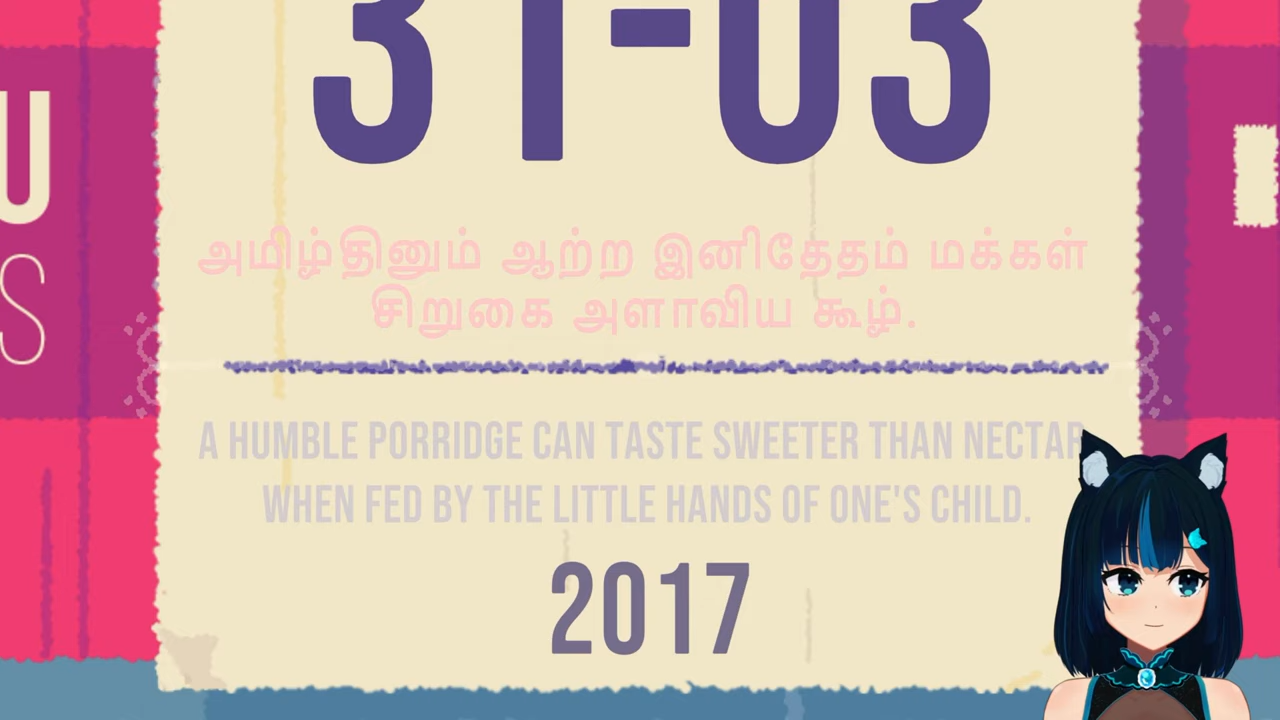 31-03
U
S
அமிழ்தினும் ஆற்ற இனிதேதம் மக்கள்
சிறுகை அளாவிய கூழ்.
A HUMBLE PORRIDGE CAN TASTE SWEETER THAN NECTAR
WHEN FED BY THE LITTLE HANDS OF ONE'S CHILD.
2017